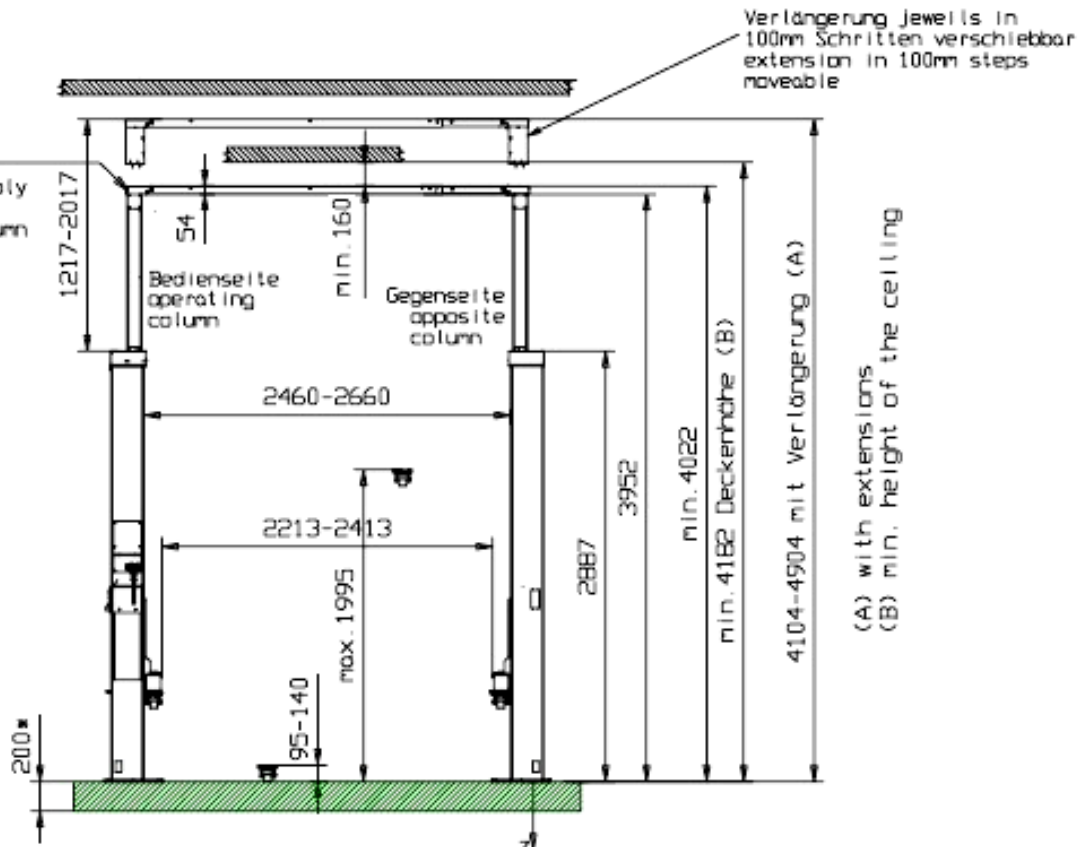 Verlängerung jeweils in
100mm Schritten verschiebbar
extension in 100mm steps
moveable
1217-2017
54
min.160
Bedienseite
operating
column
Gegenseite
opposite
column
2460-2660
2213-2413
max.1995
95-140
200*
2887
3952
min.4022
min.4182 Deckenhöhe (B)
4104-4904 mit Verlängerung (A)
(A) with extensions
(B) min. height of the ceiling